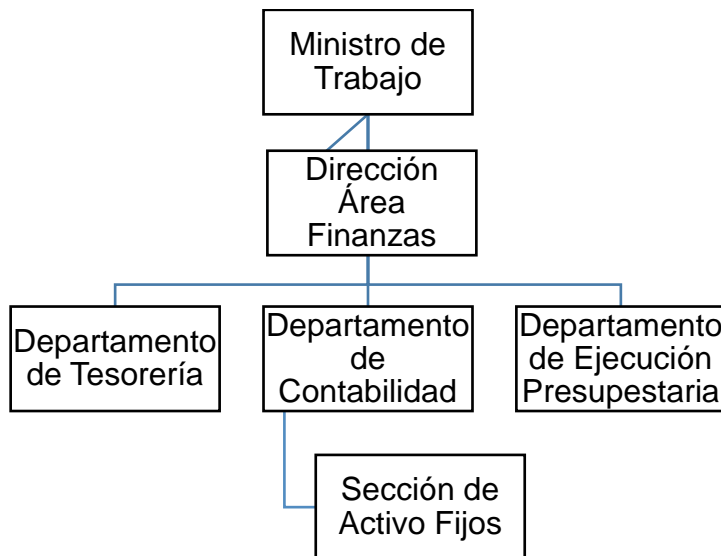 Ministro de
Trabajo
Dirección
Área
Finanzas
Departamento
de Tesorería
Departamento
de
Contabilidad
Departamento
de Ejecución
Presupestaria
Sección de
Activo Fijos